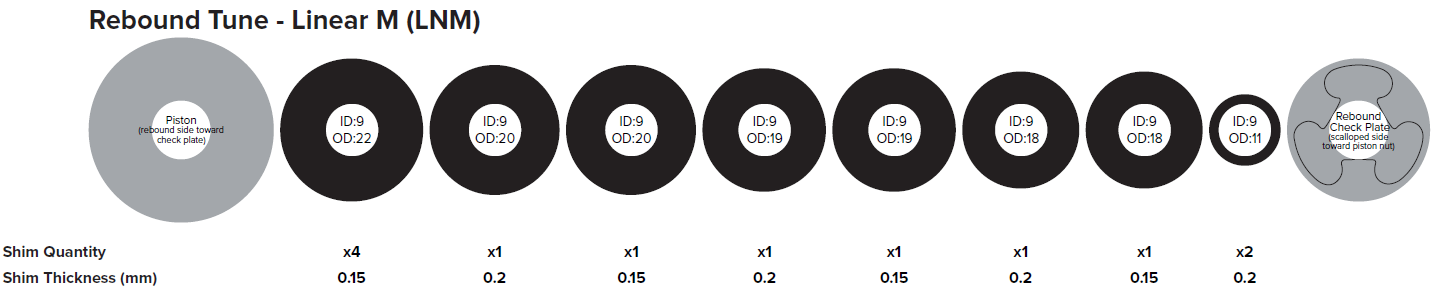 Rebound Tune - Linear M (LNM)
Piston
(rebound side toward
check plate)
ID:9
OD:22
ID:9
OD:20
ID:9
OD:20
ID:9
OD:19
ID:9
OD:19
ID:9
OD:18
ID:9
OD:18
ID:9
OD:11
Rebound
Check Plate
(scalloped side
toward piston nut)
Shim Quantity x4 x1 x1 x1 x1 x1 x1 x2
Shim Thickness (mm) 0.15 0.2 0.15 0.2 0.15 0.2 0.15 0.2